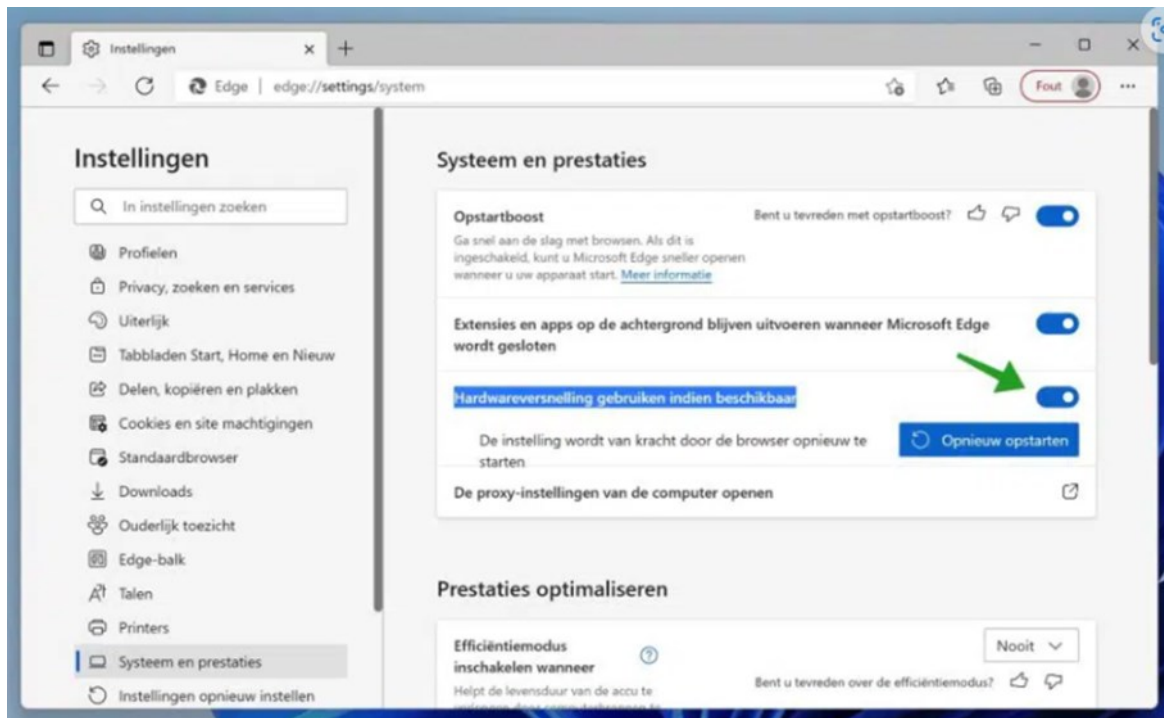 Instellingen
Edge | edge://settings/system
Fout
Instellingen
In instellingen zoeken
Profielen
Privacy, zoeken en services
Uiterlijk
Tabbladen Start, Home en Nieuw
Delen, kopiëren en plakken
Cookies en site machtigingen
Standaardbrowser
Downloads
Ouderlijk toezicht
Edge-balk
Talen
Printers
Systeem en prestaties
Instellingen opnieuw instellen
Systeem en prestaties
Opstartboost
Bent u tevreden met opstartboost?
Ga snel aan de slag met browsen. Als dit is
ingeschakeld, kunt u Microsoft Edge sneller openen
wanneer u uw apparaat start. Meer informatie
Extensies en apps op de achtergrond blijven uitvoeren wanneer Microsoft Edge
wordt gesloten
Hardwareversnelling gebruiken indien beschikbaar
De instelling wordt van kracht door de browser opnieuw te
starten
Opnieuw opstarten
De proxy-instellingen van de computer openen
Prestaties optimaliseren
Efficiëntiemodus
inschakelen wanneer
Nooit
Helpt de levensduur van de accu te
Bent u tevreden over de efficiëntiemodus?